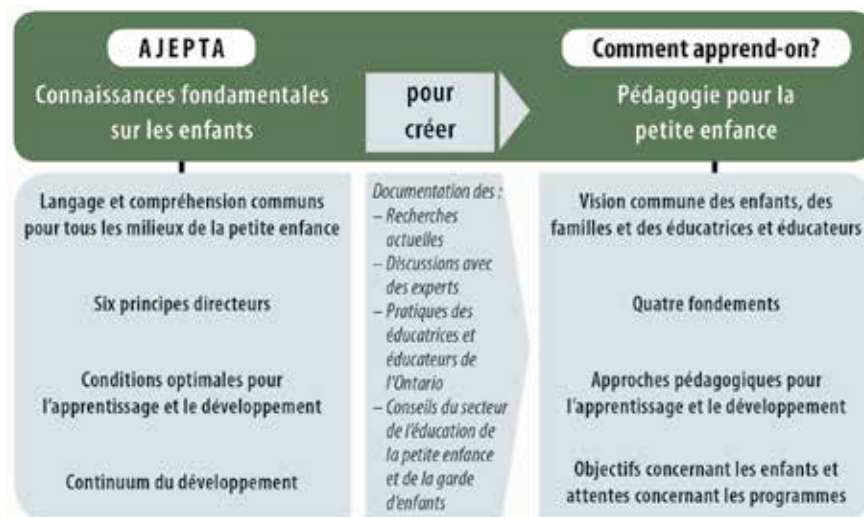 AJEPTA
Connaissances fondamentales
sur les enfants
pour
créer
Comment apprend-on?
Pédagogie pour la
petite enfance
Langage et compréhension communs
pour tous les milieux de la petite enfance
Six principes directeurs
Conditions optimales pour
l'apprentissage et le développement
Continuum du développement
Documentation des :
– Recherches
actuelles
– Discussions avec
des experts
– Pratiques des
éducatrices et
éducateurs de
l'Ontario
– Conseils du secteur
de l'éducation de
la petite enfance
et de la garde
d'enfants
Vision commune des enfants, des
familles et des éducatrices et éducateurs
Quatre fondements
Approches pédagogiques pour
l'apprentissage et le développement
Objectifs concernant les enfants et
attentes concernant les programmes